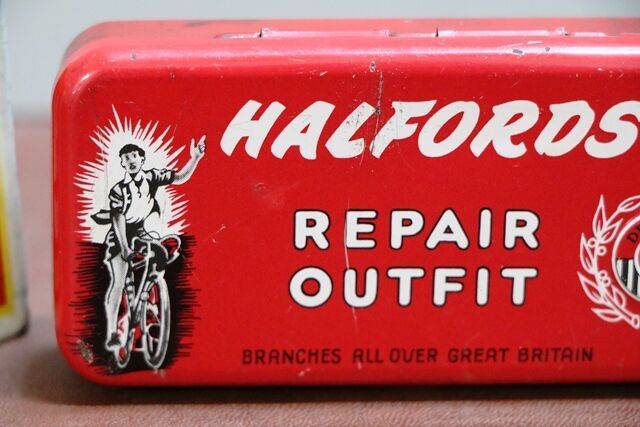 HALFORDS
REPAIR
OUTFIT
BRANCHES ALL OVER GREAT BRITAIN